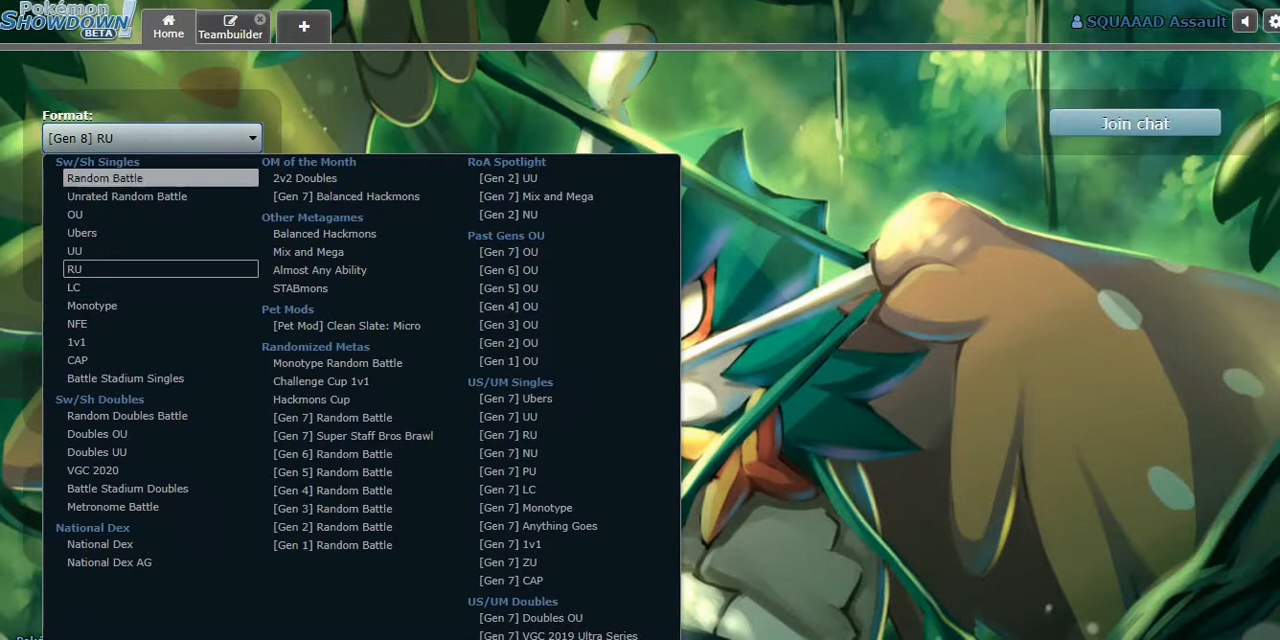 Pokémon
SHOWDOWN!
BETA
Home
Teambuilder
+
SQUAAAD Assault
Format:
[Gen 8] RU
Join chat
Sw/Sh Singles
Random Battle
Unrated Random Battle
OU
Ubers
UU
RU
LC
Monotype
NFE
1v1
CAP
Battle Stadium Singles
Sw/Sh Doubles
Random Doubles Battle
Doubles OU
Doubles UU
VGC 2020
Battle Stadium Doubles
Metronome Battle
National Dex
National Dex
National Dex AG
OM of the Month
2v2 Doubles
[Gen 7] Balanced Hackmons
Other Metagames
Balanced Hackmons
Mix and Mega
Almost Any Ability
STABmons
Pet Mods
[Pet Mod] Clean Slate: Micro
Randomized Metas
Monotype Random Battle
Challenge Cup 1v1
Hackmons Cup
[Gen 7] Random Battle
[Gen 7] Super Staff Bros Brawl
[Gen 6] Random Battle
[Gen 5] Random Battle
[Gen 4] Random Battle
[Gen 3] Random Battle
[Gen 2] Random Battle
[Gen 1] Random Battle
RoA Spotlight
[Gen 2] UU
[Gen 7] Mix and Mega
[Gen 2] NU
Past Gens OU
[Gen 7] OU
[Gen 6] OU
[Gen 5] OU
[Gen 4] OU
[Gen 3] OU
[Gen 2] OU
[Gen 1] OU
US/UM Singles
[Gen 7] Ubers
[Gen 7] UU
[Gen 7] RU
[Gen 7] NU
[Gen 7] PU
[Gen 7] LC
[Gen 7] Monotype
[Gen 7] Anything Goes
[Gen 7] 1v1
[Gen 7] ZU
[Gen 7] CAP
US/UM Doubles
[Gen 7] Doubles OU
[Gen 7] VGC 2019 Ultra Series